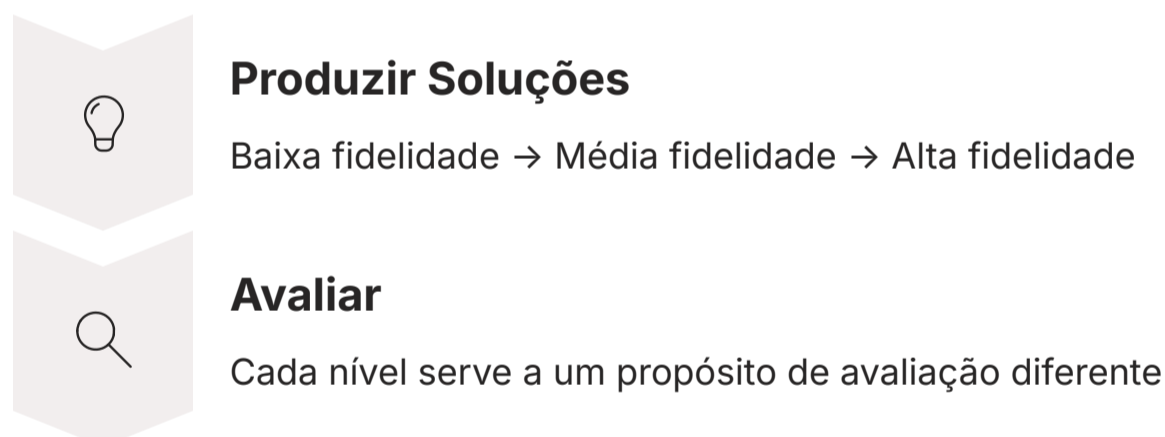 Produzir Soluções
Baixa fidelidade → Média fidelidade → Alta fidelidade
Avaliar
Cada nível serve a um propósito de avaliação diferente